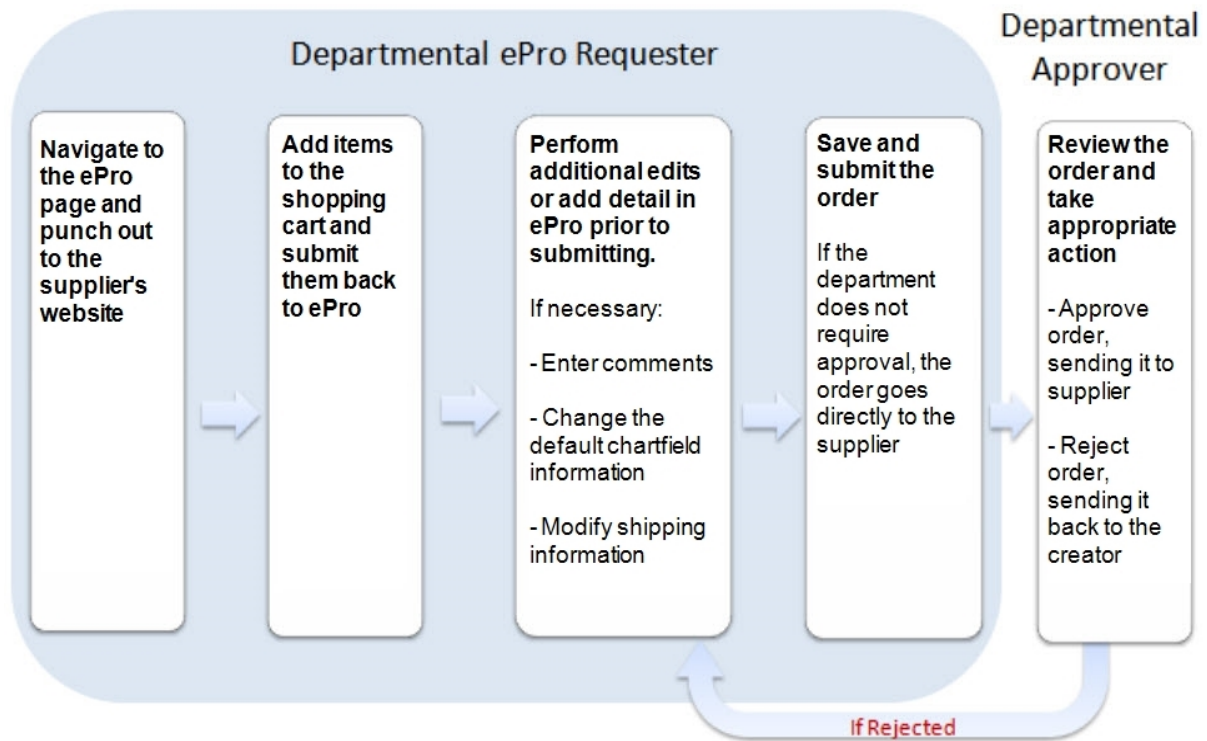 Departmental ePro Requester
Departmental
Approver
Navigate to
the ePro
page and
punch out
to the
supplier's
website
Add items
to the
shopping
cart and
submit
them back
to ePro
Perform
additional edits
or add detail in
ePro prior to
submitting.
If necessary:
- Enter comments
- Change the
default chartfield
information
- Modify shipping
information
Save and
submit the
order
If the
department
does not
require
approval, the
order goes
directly to the
supplier
Review the
order and
take
appropriate
action
- Approve
order,
sending it to
supplier
- Reject
order,
sending it
back to the
creator
If Rejected